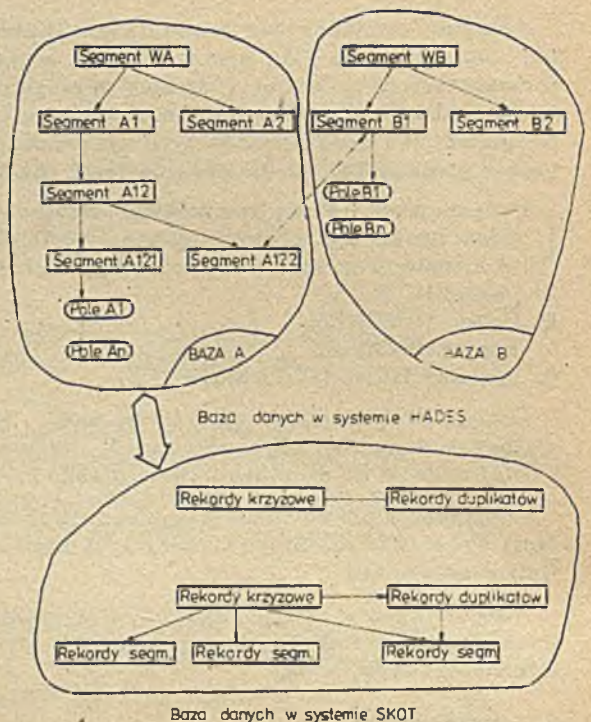 Segment WA
Segment WB
Segment A1
Segment A2
Segment B1
Segment B2
Segment A12
Pole B1
Pole Bn
Segment A121
Segment A122
Pole A1
Pole An
BAZA A
BAZA B
Baza danych w systemie HADES
Rekordy krzyżowe
Rekordy duplikatów
Rekordy krzyżowe
Rekordy duplikatów
Rekordy segm.
Rekordy segm.
Rekordy segm.
Baza danych w systemie SKOT